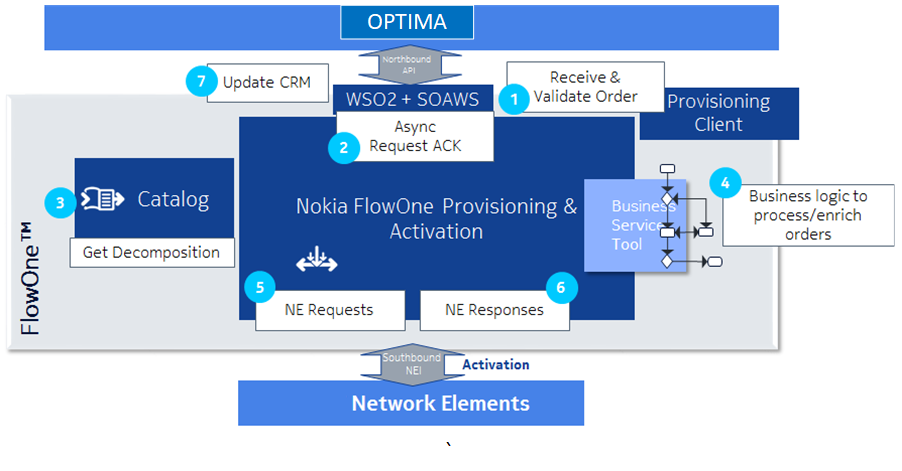 OPTIMA
Northbound
API
7
Update CRM
WSO2 + SOAWS
1
Receive &
Validate Order
Provisioning
Client
2
Async
Request ACK
3
Catalog
Get Decomposition
Nokia FlowOne Provisioning &
Activation
Business
Service
Tool
4
Business logic to
process/enrich
orders
FlowOne™
5
NE Requests
6
NE Responses
Southbound
NEI
Activation
Network Elements
`